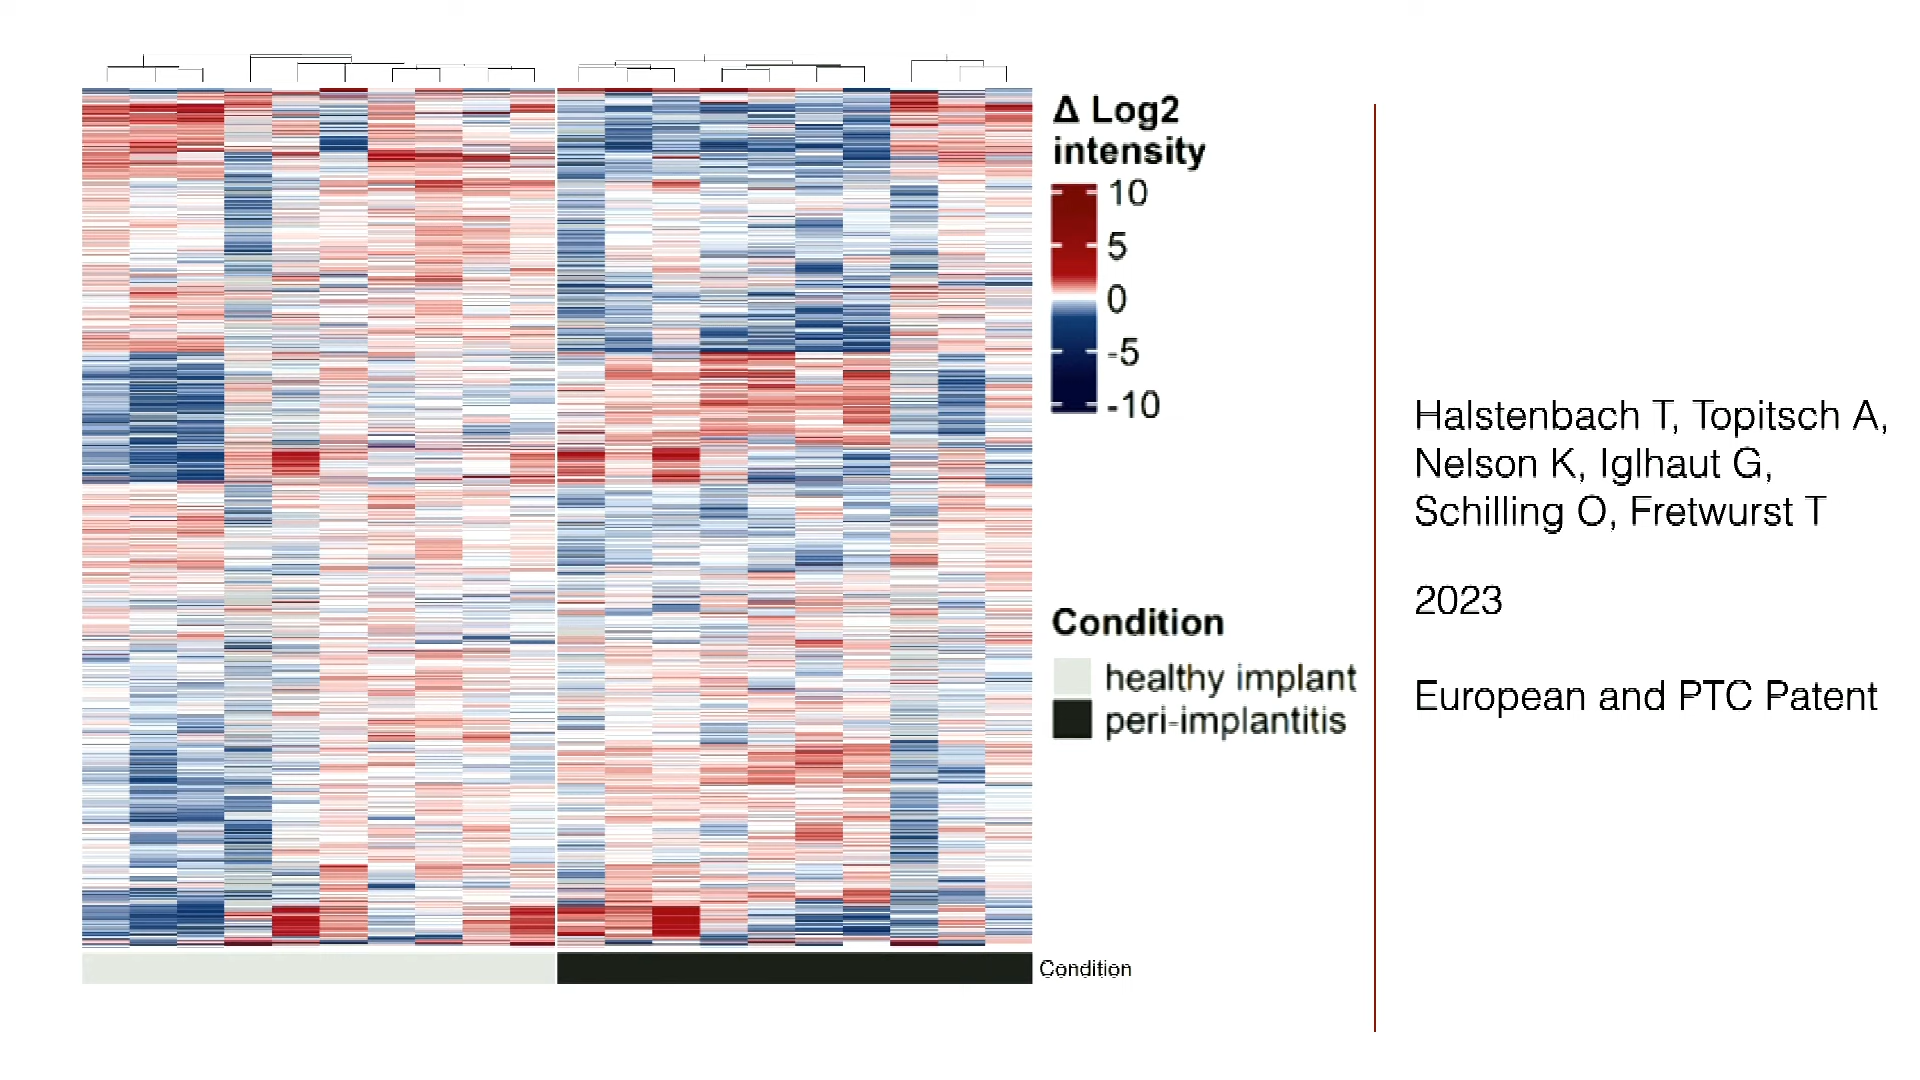 Δ Log2
intensity
10
5
0
-5
-10
Condition
healthy implant
peri-implantitis
Condition
Halstenbach T, Topitsch A,
Nelson K, Iglhaut G,
Schilling O, Fretwurst T
2023
European and PTC Patent